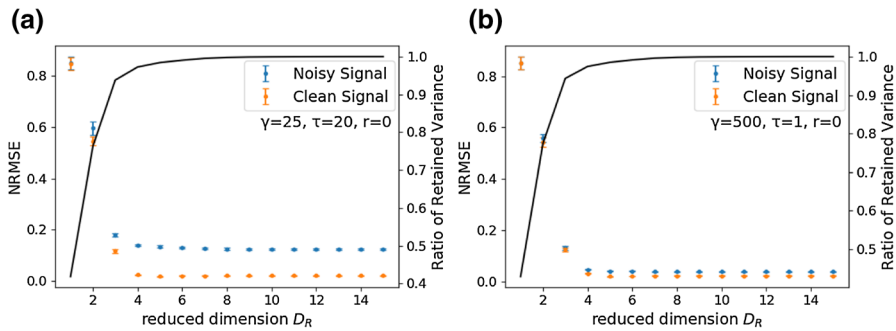 (a)
NRMSE
0.8
0.6
0.4
0.2
0.0
Noisy Signal
Clean Signal
γ=25, τ=20, r=0
1.0
0.9
0.8
0.7
0.6
0.5
0.4
Ratio of Retained Variance
2 4 6 8 10 12 14
reduced dimension D_R
(b)
NRMSE
0.8
0.6
0.4
0.2
0.0
Noisy Signal
Clean Signal
γ=500, τ=1, r=0
1.0
0.9
0.8
0.7
0.6
0.5
Ratio of Retained Variance
2 4 6 8 10 12 14
reduced dimension D_R